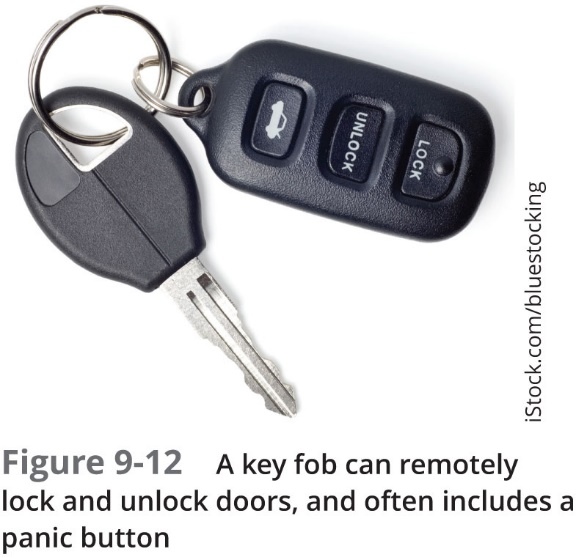 UNLOCK
LOCK
iStock.com/bluestocking
Figure 9-12 A key fob can remotely
lock and unlock doors, and often includes a
panic button